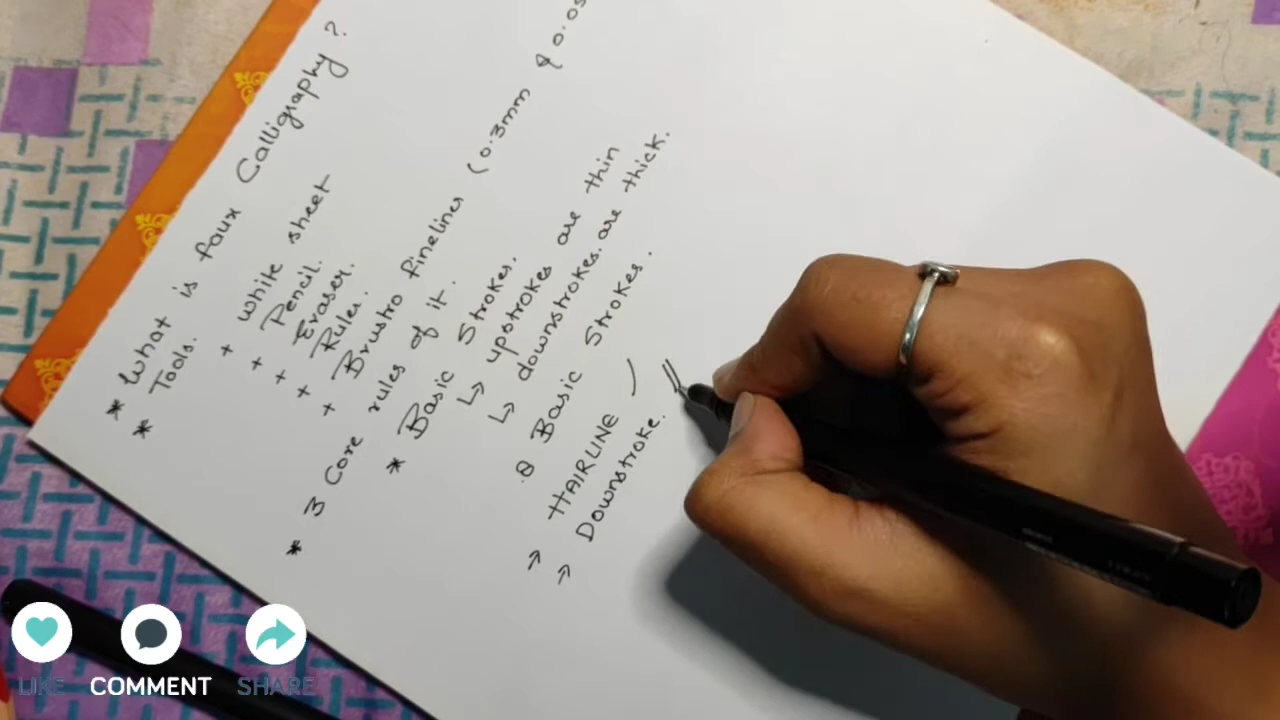 * What is faux Calligraphy?
* Tools.
+ white sheet
+ Pencil.
+ Eraser.
+ Ruler.
+ Brustro fineliner (0.3mm & 0.05
* 3 Core rules of it.
* Basic Strokes.
↳ upstrokes are thin
↳ downstrokes are thick.
Basic Strokes.
→ HAIRLINE
→ Downstroke.
LIKE COMMENT SHARE